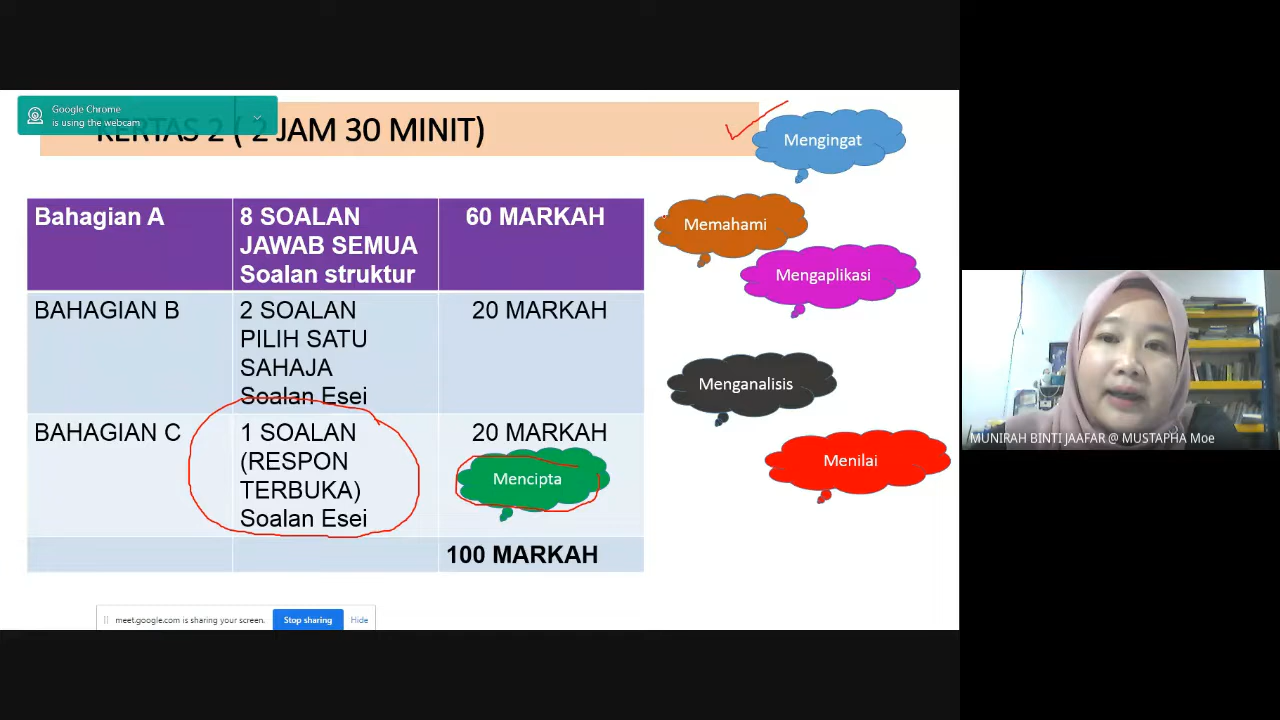 Google Chrome
is using the webcam
KERTAS 2 ( 2 JAM 30 MINIT)
Mengingat
Memahami
Mengaplikasi
Menganalisis
Menilai
Bahagian A
8 SOALAN
JAWAB SEMUA
Soalan struktur
60 MARKAH
BAHAGIAN B
2 SOALAN
PILIH SATU
SAHAJA
Soalan Esei
20 MARKAH
BAHAGIAN C
1 SOALAN
(RESPON
TERBUKA)
Soalan Esei
20 MARKAH
Mencipta
100 MARKAH
meet.google.com is sharing your screen.
Stop sharing
Hide
MUNIRAH BINTI JAAFAR @ MUSTAPHA Moe